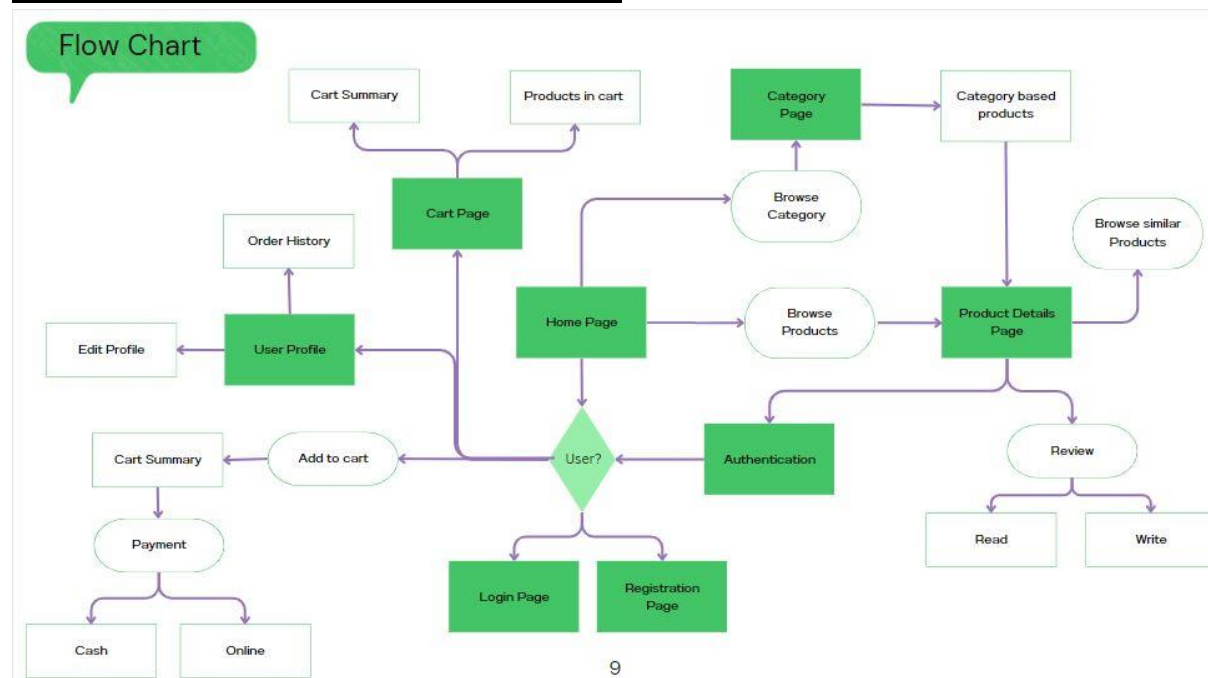 Flow Chart
Cart Summary
Products in cart
Category
Page
Category based
products
Browse
Category
Cart Page
Browse similar
Products
Order History
Home Page
Browse
Products
Product Details
Page
Edit Profile
User Profile
Cart Summary
Add to cart
User?
Authentication
Review
Payment
Read
Write
Login Page
Registration
Page
Cash
Online
9